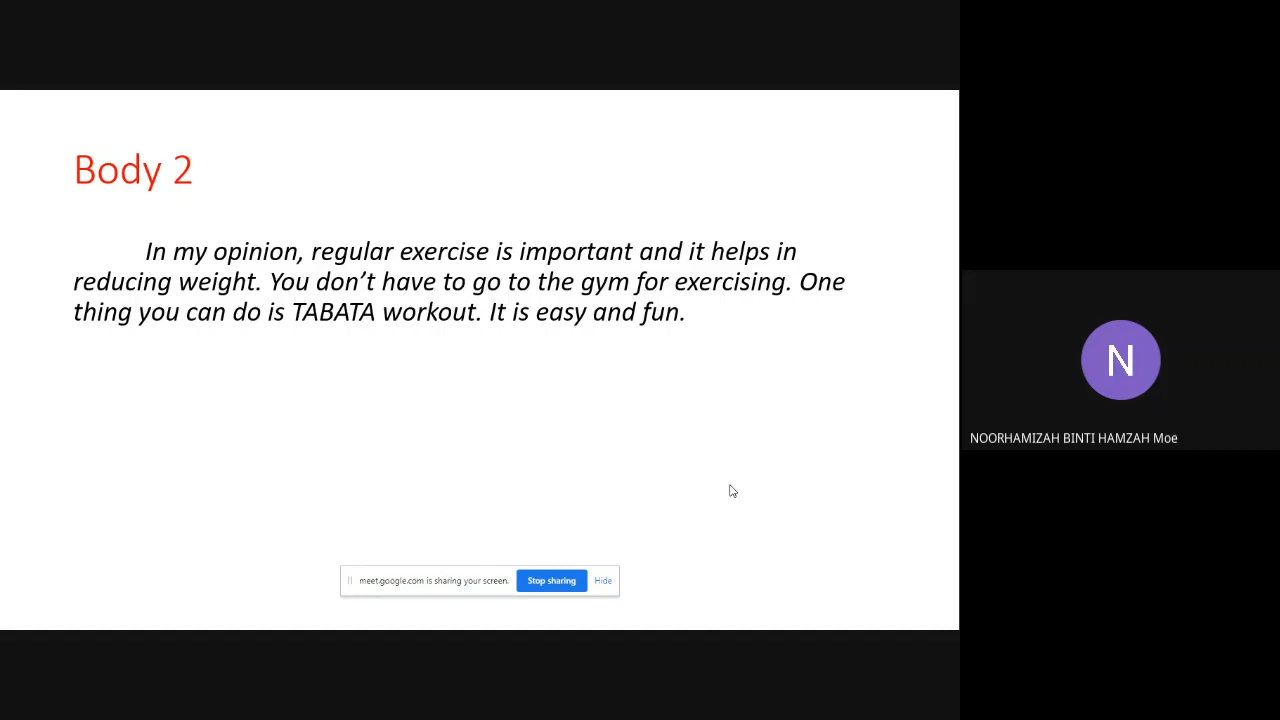 Body 2
In my opinion, regular exercise is important and it helps in
reducing weight. You don't have to go to the gym for exercising. One
thing you can do is TABATA workout. It is easy and fun.
N
NOORHAMIZAH BINTI HAMZAH Moe
meet.google.com is sharing your screen. Stop sharing Hide